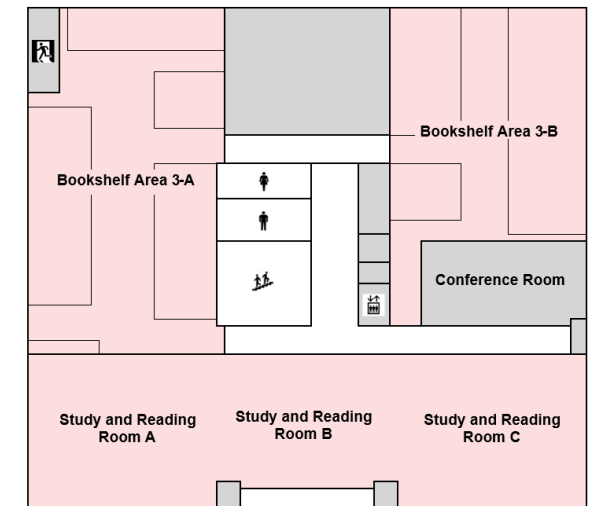 Bookshelf Area 3-B
Bookshelf Area 3-A
Conference Room
Study and Reading
Room A
Study and Reading
Room B
Study and Reading
Room C